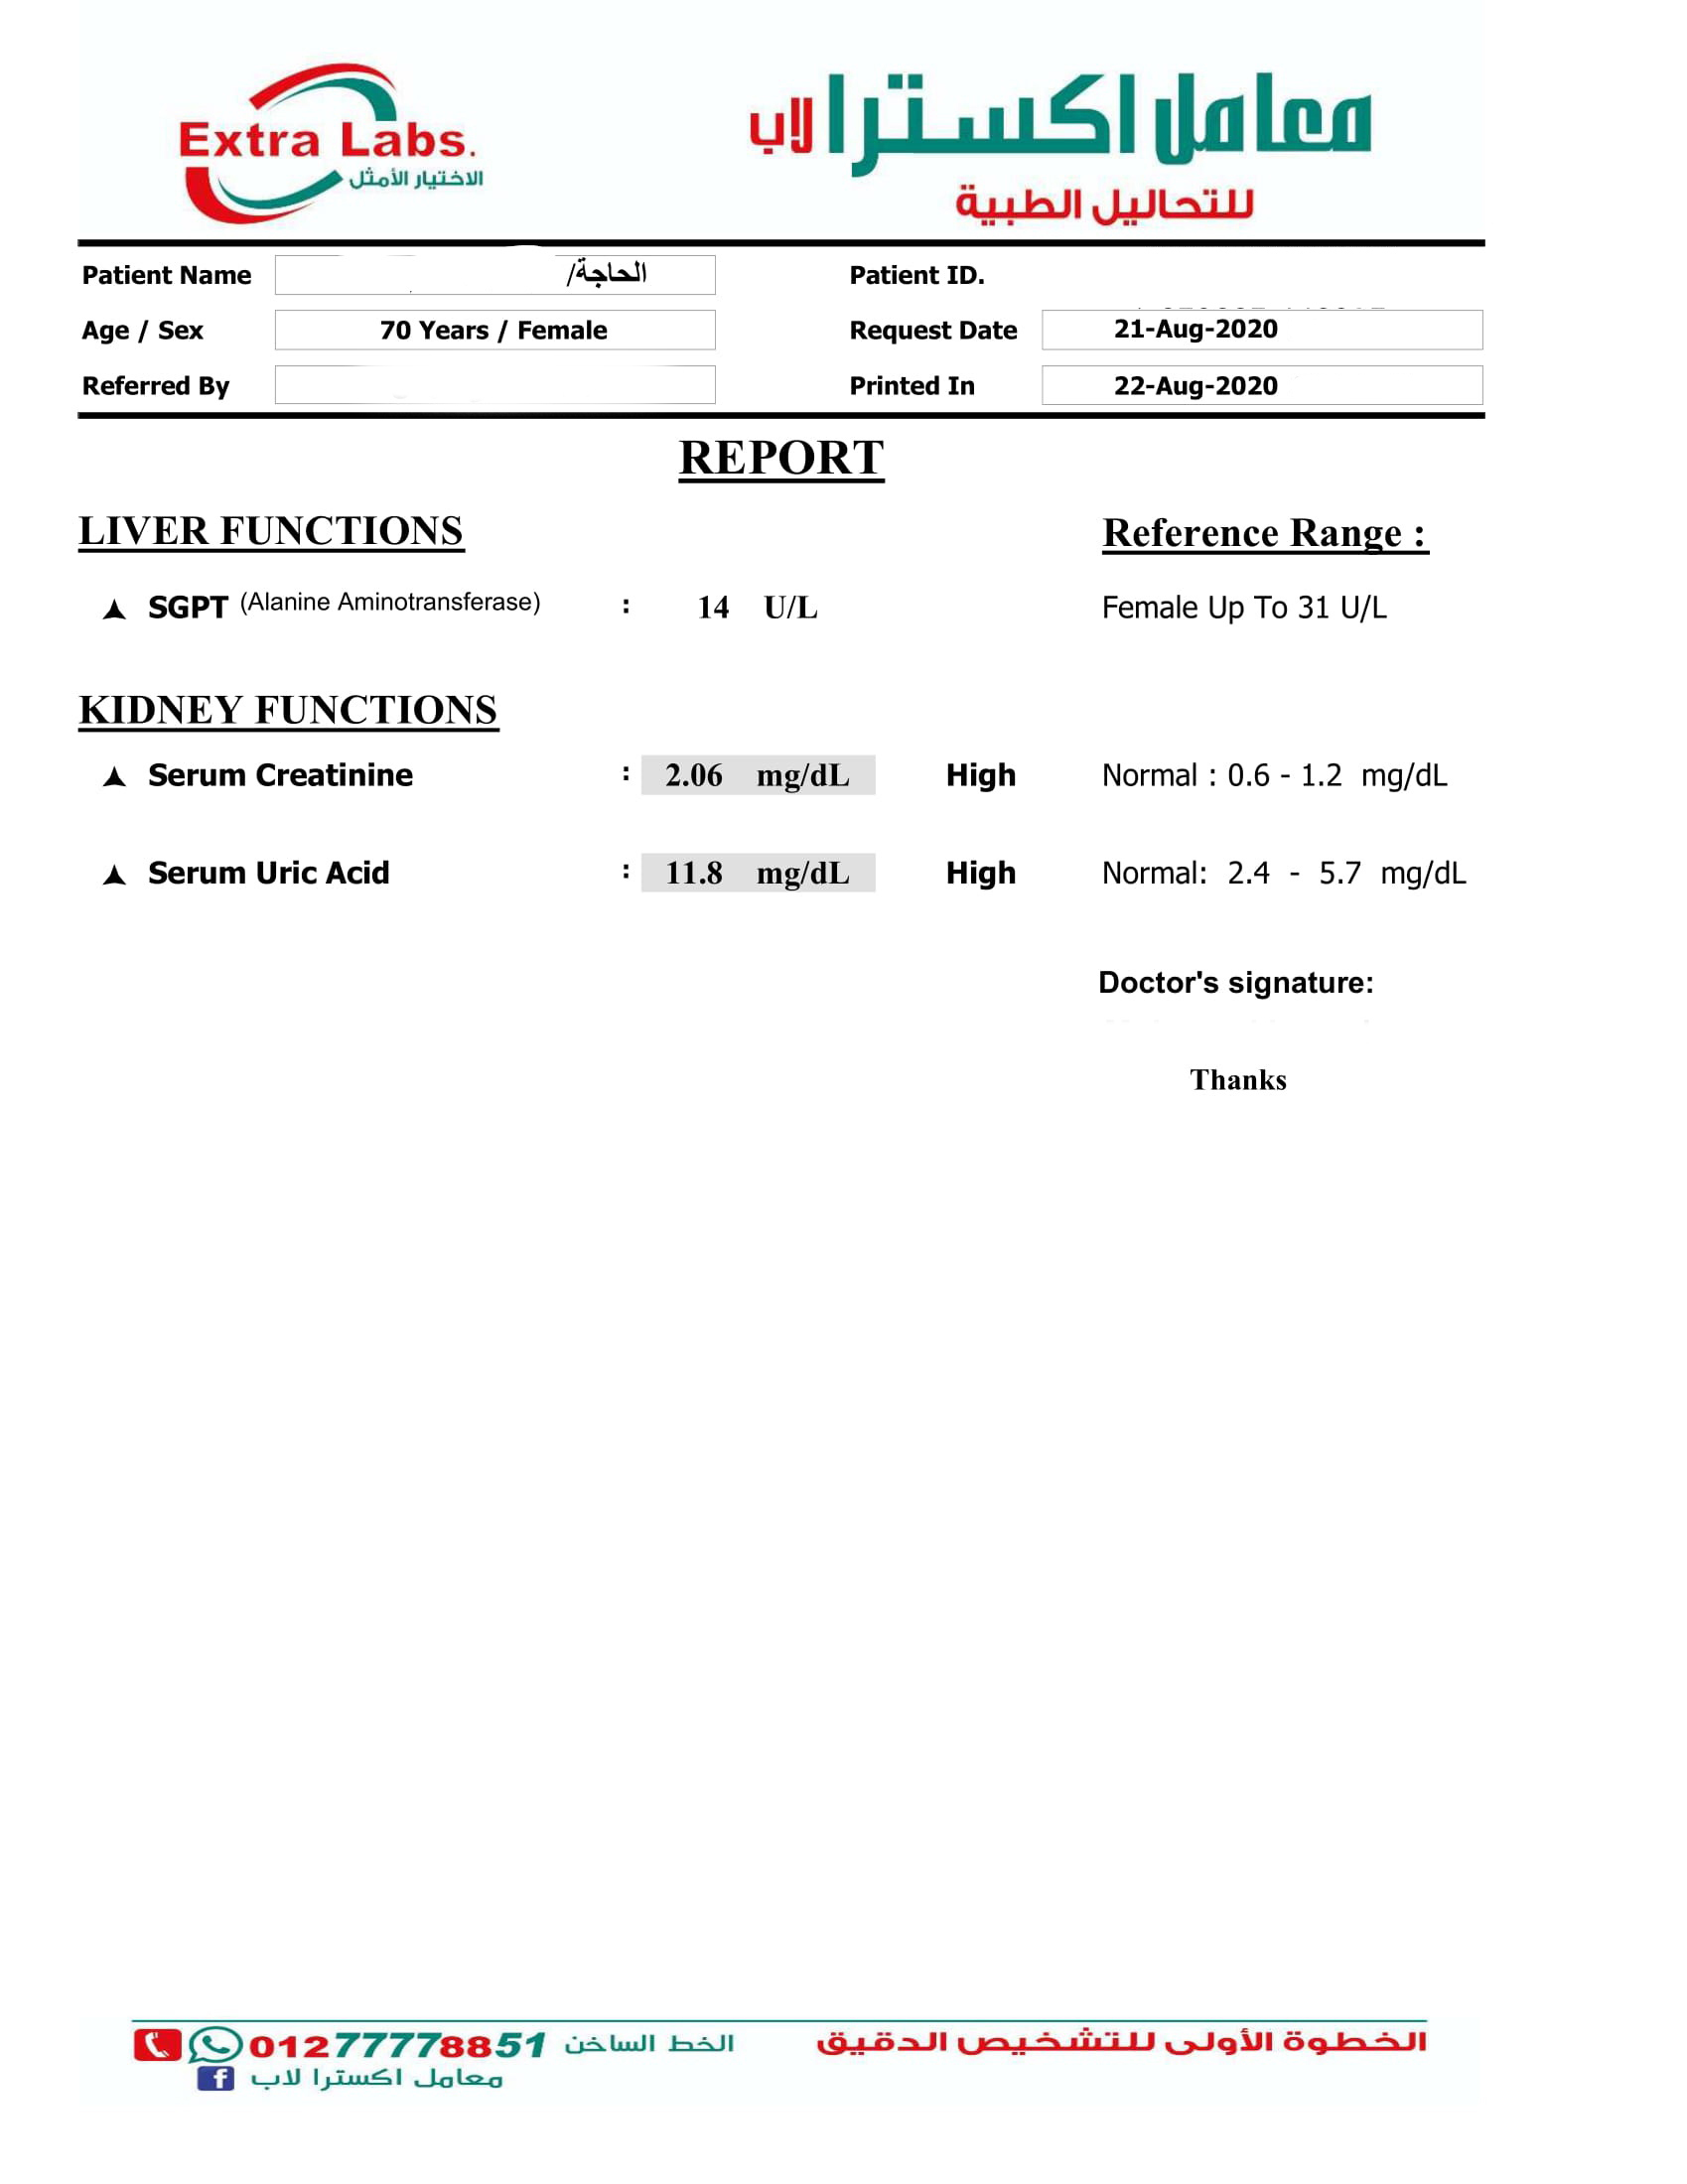 Extra Labs.
الاختيار الأمثل
معامل اكسترا لاب
للتحاليل الطبية
Patient Name الحاجة/ Patient ID.
Age / Sex 70 Years / Female Request Date 21-Aug-2020
Referred By Printed In 22-Aug-2020
REPORT
LIVER FUNCTIONS Reference Range :
SGPT (Alanine Aminotransferase) : 14 U/L Female Up To 31 U/L
KIDNEY FUNCTIONS
Serum Creatinine : 2.06 mg/dL High Normal : 0.6 - 1.2 mg/dL
Serum Uric Acid : 11.8 mg/dL High Normal: 2.4 - 5.7 mg/dL
Doctor's signature:
Thanks
الخطوة الأولى للتشخيص الدقيق
الخط الساخن 01277778851
معامل اكسترا لاب